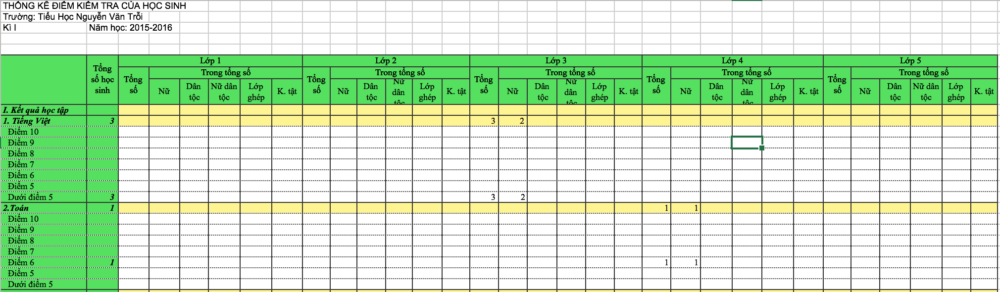 THỐNG KÊ ĐIỂM KIỂM TRA CỦA HỌC SINH
Trường: Tiểu Học Nguyễn Văn Trỗi
Kì I Năm học: 2015-2016
Tổng số học sinh Lớp 1 Lớp 2 Lớp 3 Lớp 4 Lớp 5
Tổng số Trong tổng số Tổng số Trong tổng số Tổng số Trong tổng số Tổng số Trong tổng số Tổng số Trong tổng số
Nữ Dân tộc Nữ dân tộc Lớp ghép K. tật Nữ Dân tộc Nữ dân tộc Lớp ghép K. tật Nữ Dân tộc Nữ dân tộc Lớp ghép K. tật Nữ Dân tộc Nữ dân tộc Lớp ghép K. tật Nữ Dân tộc Nữ dân tộc Lớp ghép K. tật
I. Kết quả học tập
1. Tiếng Việt 3 3 2
Điểm 10
Điểm 9
Điểm 8
Điểm 7
Điểm 6
Điểm 5
Dưới điểm 5 3 3 2
2.Toán 1 1 1
Điểm 10
Điểm 9
Điểm 8
Điểm 7
Điểm 6 1 1 1
Điểm 5
Dưới điểm 5